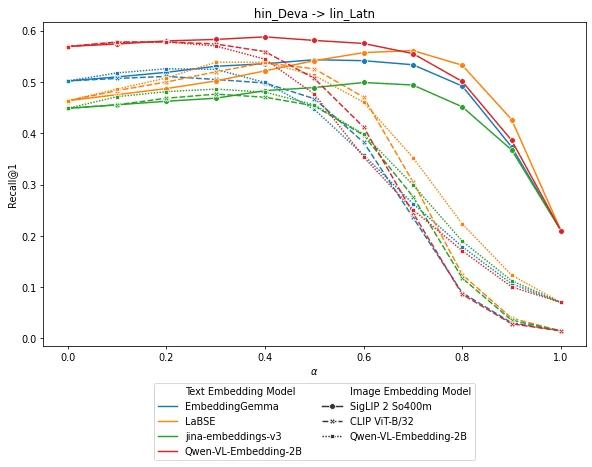 hin_Deva -> lin_Latn
0.6
0.5
0.4
0.3
0.2
0.1
0.0
Recall@1
0.0 0.2 0.4 0.6 0.8 1.0
α
Text Embedding Model
EmbeddingGemma
LaBSE
jina-embeddings-v3
Qwen-VL-Embedding-2B
Image Embedding Model
SigLIP 2 So400m
CLIP ViT-B/32
Qwen-VL-Embedding-2B